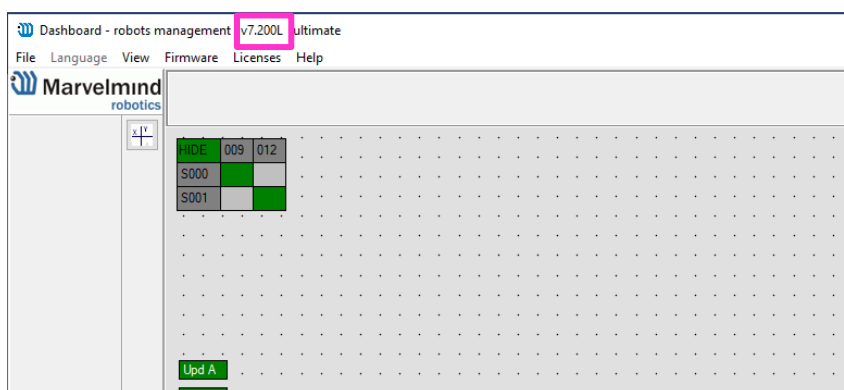 Dashboard - robots management v7.200L ultimate
File Language View Firmware Licenses Help
Marvelmind
robotics
X Y
HIDE 009 012
S000
S001
Upd A